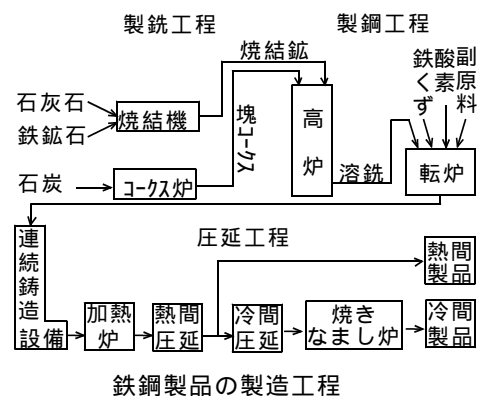 製銑工程
製鋼工程
焼結鉱
石灰石
鉄鉱石
焼結機
塊コークス
高炉
鉄くず
酸素
副原料
石炭
コークス炉
溶銑
転炉
連続鋳造
設備
圧延工程
熱間
製品
加熱
炉
熱間
圧延
冷間
圧延
焼き
なまし炉
冷間
製品
鉄鋼製品の製造工程